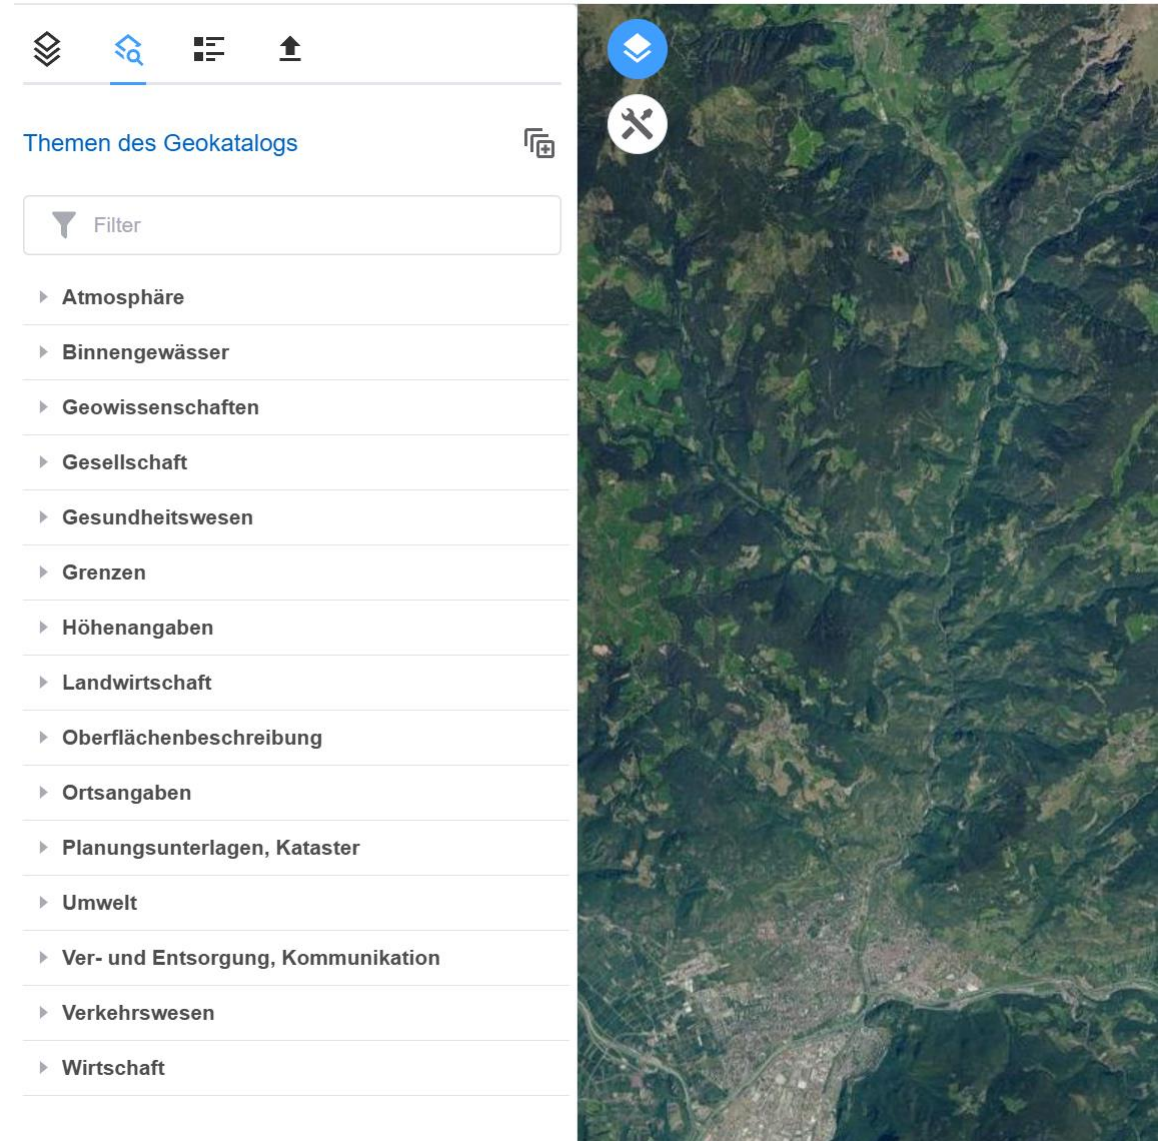 Themen des Geokatalogs
Filter
Atmosphäre
Binnengewässer
Geowissenschaften
Gesellschaft
Gesundheitswesen
Grenzen
Höhenangaben
Landwirtschaft
Oberflächenbeschreibung
Ortsangaben
Planungsunterlagen, Kataster
Umwelt
Ver- und Entsorgung, Kommunikation
Verkehrswesen
Wirtschaft